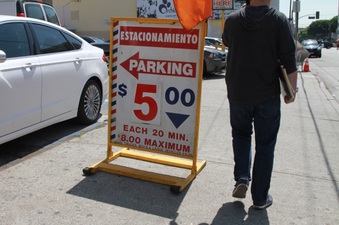 ESTACIONAMIENTO
PARKING
$5 00
EACH 20 MIN.
$8.00 MAXIMUM